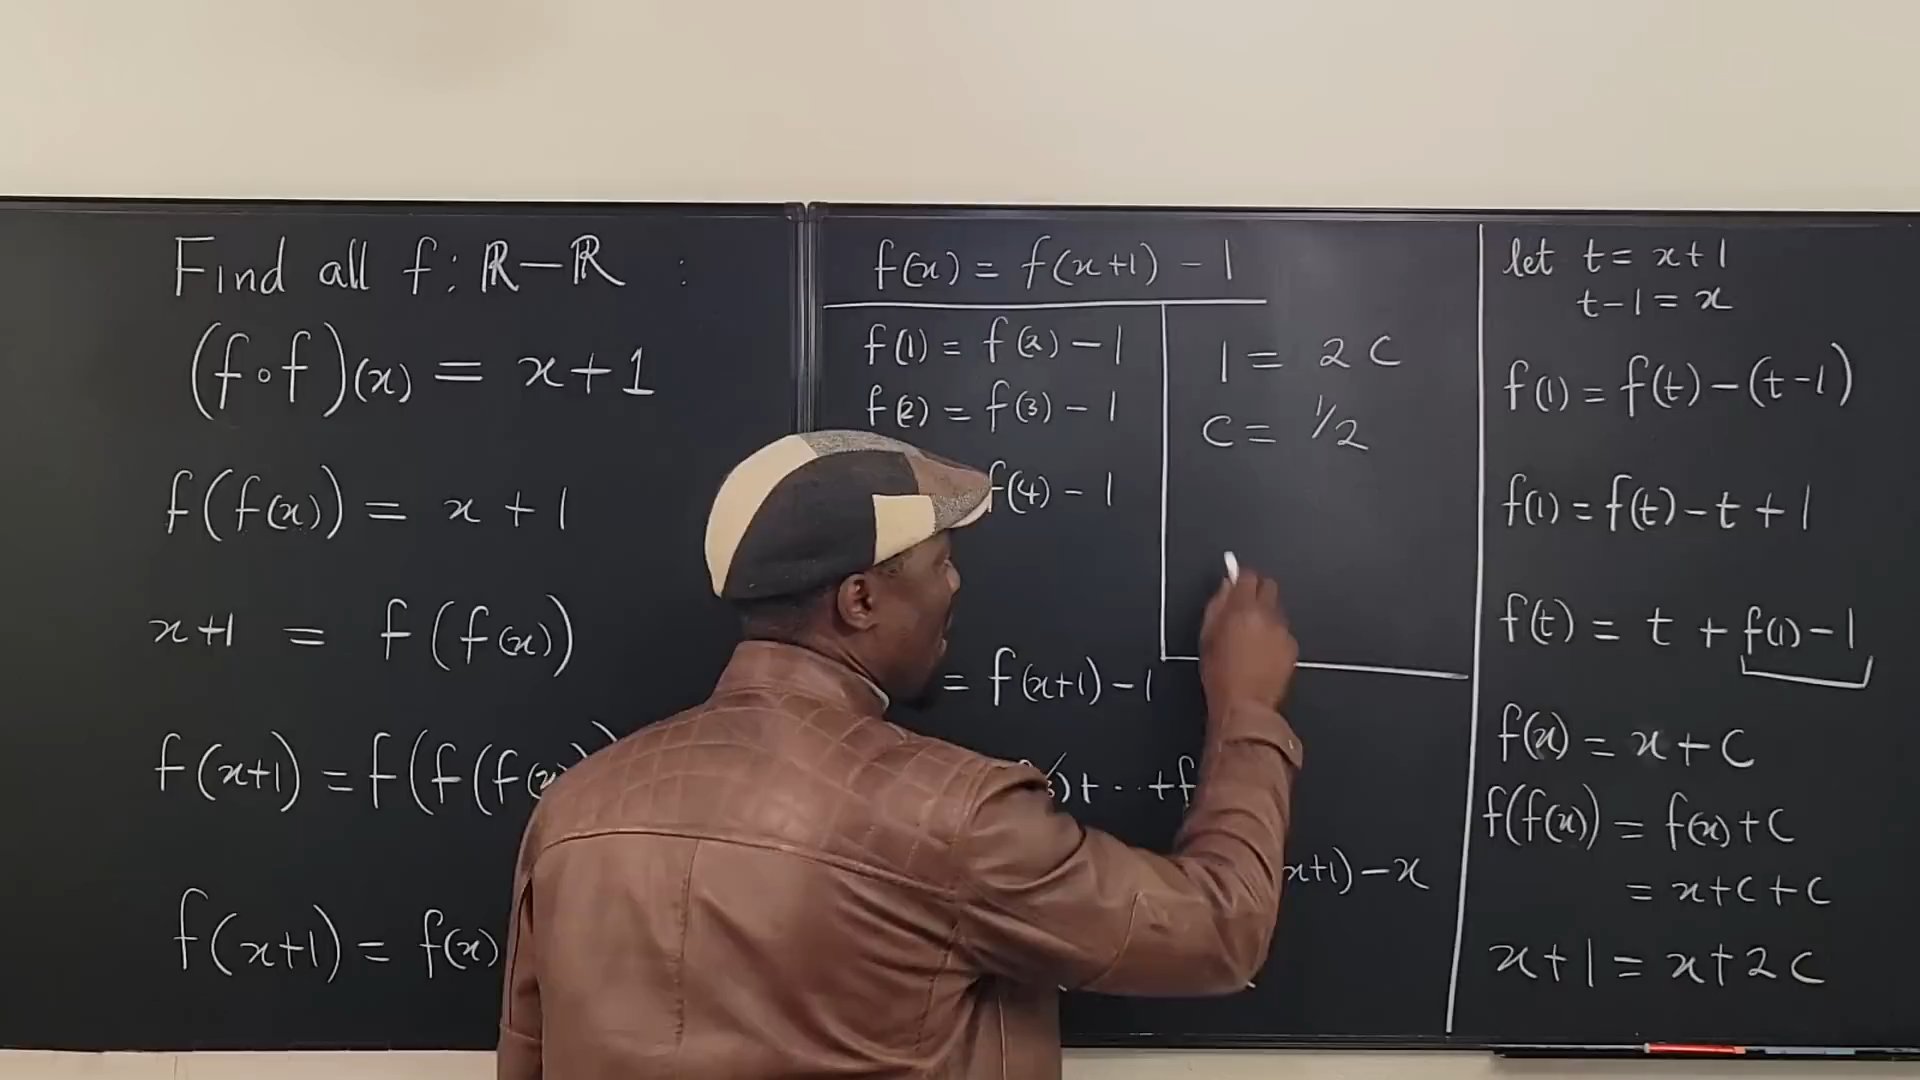 Find all f: ℝ–ℝ :
(f∘f)(x) = x+1
f(f(x)) = x+1
x+1 = f(f(x))
f(x+1) = f(f(f(x)
f(x+1) = f(x)
f(x) = f(x+1) - 1
f(1) = f(2) - 1
f(2) = f(3) - 1
f(4) - 1
= f(x+1) - 1
)+ ·· +f
x+1) - x
1 = 2C
C = 1/2
let t = x+1
t-1 = x
f(1) = f(t) - (t-1)
f(1) = f(t) - t + 1
f(t) = t + f(1) - 1
f(x) = x + C
f(f(x)) = f(x) + C
= x + C + C
x+1 = x+2C